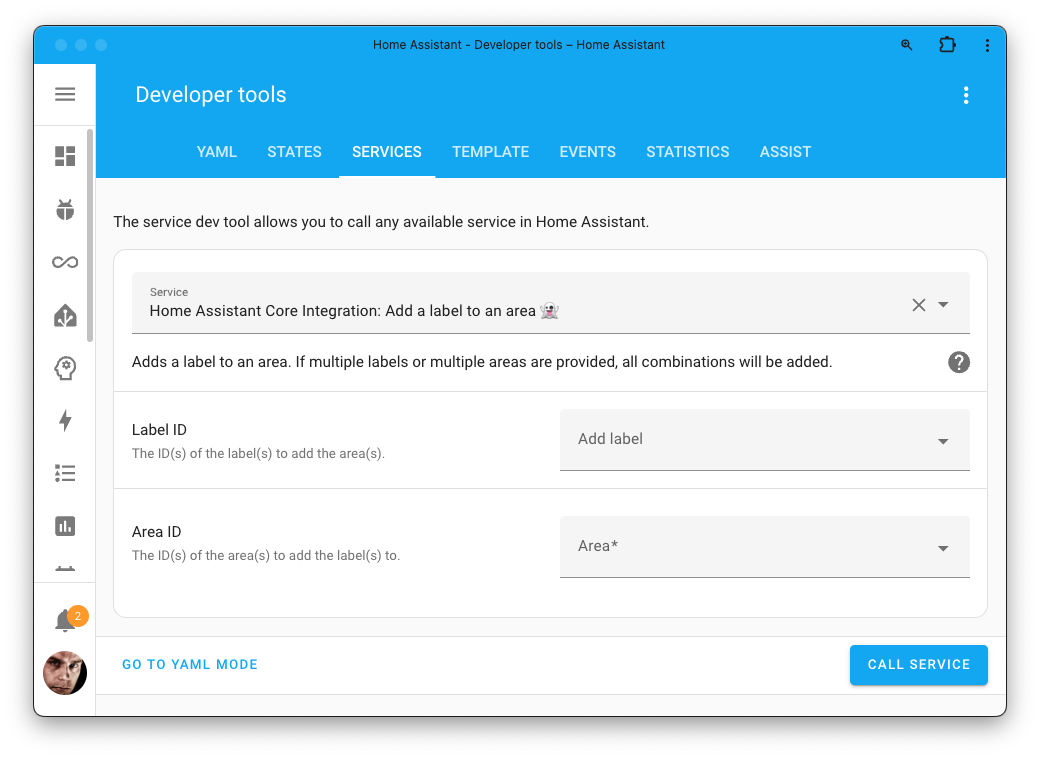 Home Assistant - Developer tools – Home Assistant
Developer tools
YAML STATES SERVICES TEMPLATE EVENTS STATISTICS ASSIST
The service dev tool allows you to call any available service in Home Assistant.
Service
Home Assistant Core Integration: Add a label to an area 👻
Adds a label to an area. If multiple labels or multiple areas are provided, all combinations will be added.
Label ID
The ID(s) of the label(s) to add the area(s).
Add label
Area ID
The ID(s) of the area(s) to add the label(s) to.
Area*
2
GO TO YAML MODE
CALL SERVICE